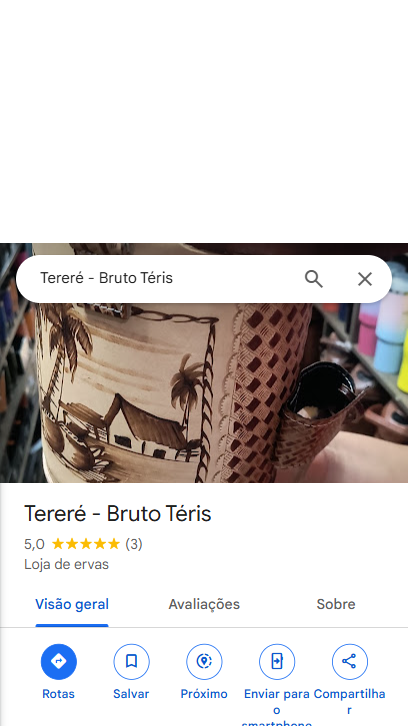 Tereré - Bruto Téris
Tereré - Bruto Téris
5,0 (3)
Loja de ervas
Visão geral Avaliações Sobre
Rotas Salvar Próximo Enviar para o smartphone Compartilhar